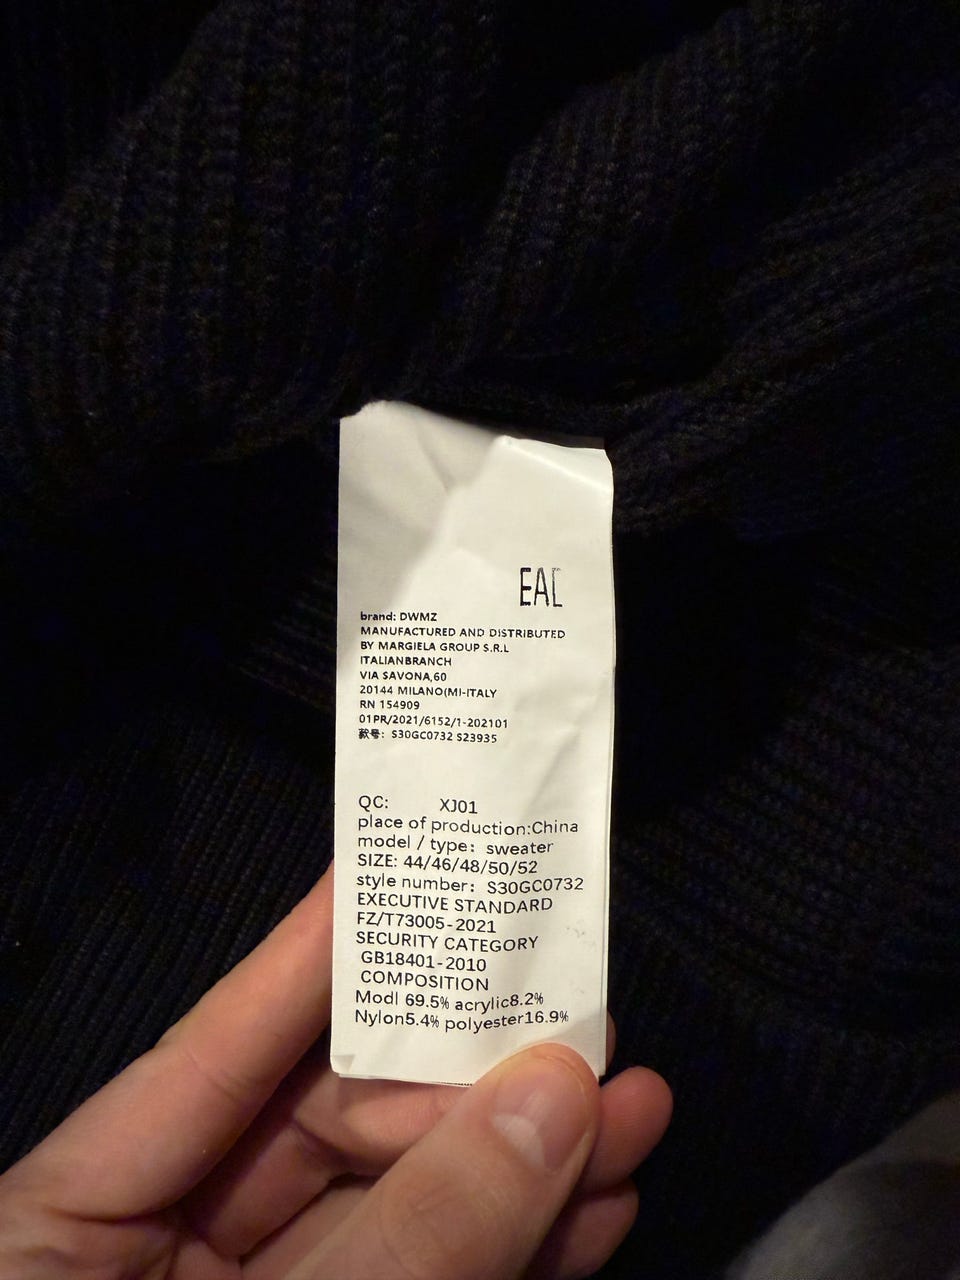 EAC
brand: DWMZ
MANUFACTURED AND DISTRIBUTED
BY MARGIELA GROUP S.R.L
ITALIANBRANCH
VIA SAVONA,60
20144 MILANO(MI-ITALY
RN 154909
01PR/2021/6152/1-202101
款号: S30GC0732 S23935
QC: XJ01
place of production:China
model / type: sweater
SIZE: 44/46/48/50/52
style number: S30GC0732
EXECUTIVE STANDARD
FZ/T73005-2021
SECURITY CATEGORY
GB18401-2010
COMPOSITION
Modl 69.5% acrylic8.2%
Nylon5.4% polyester16.9%